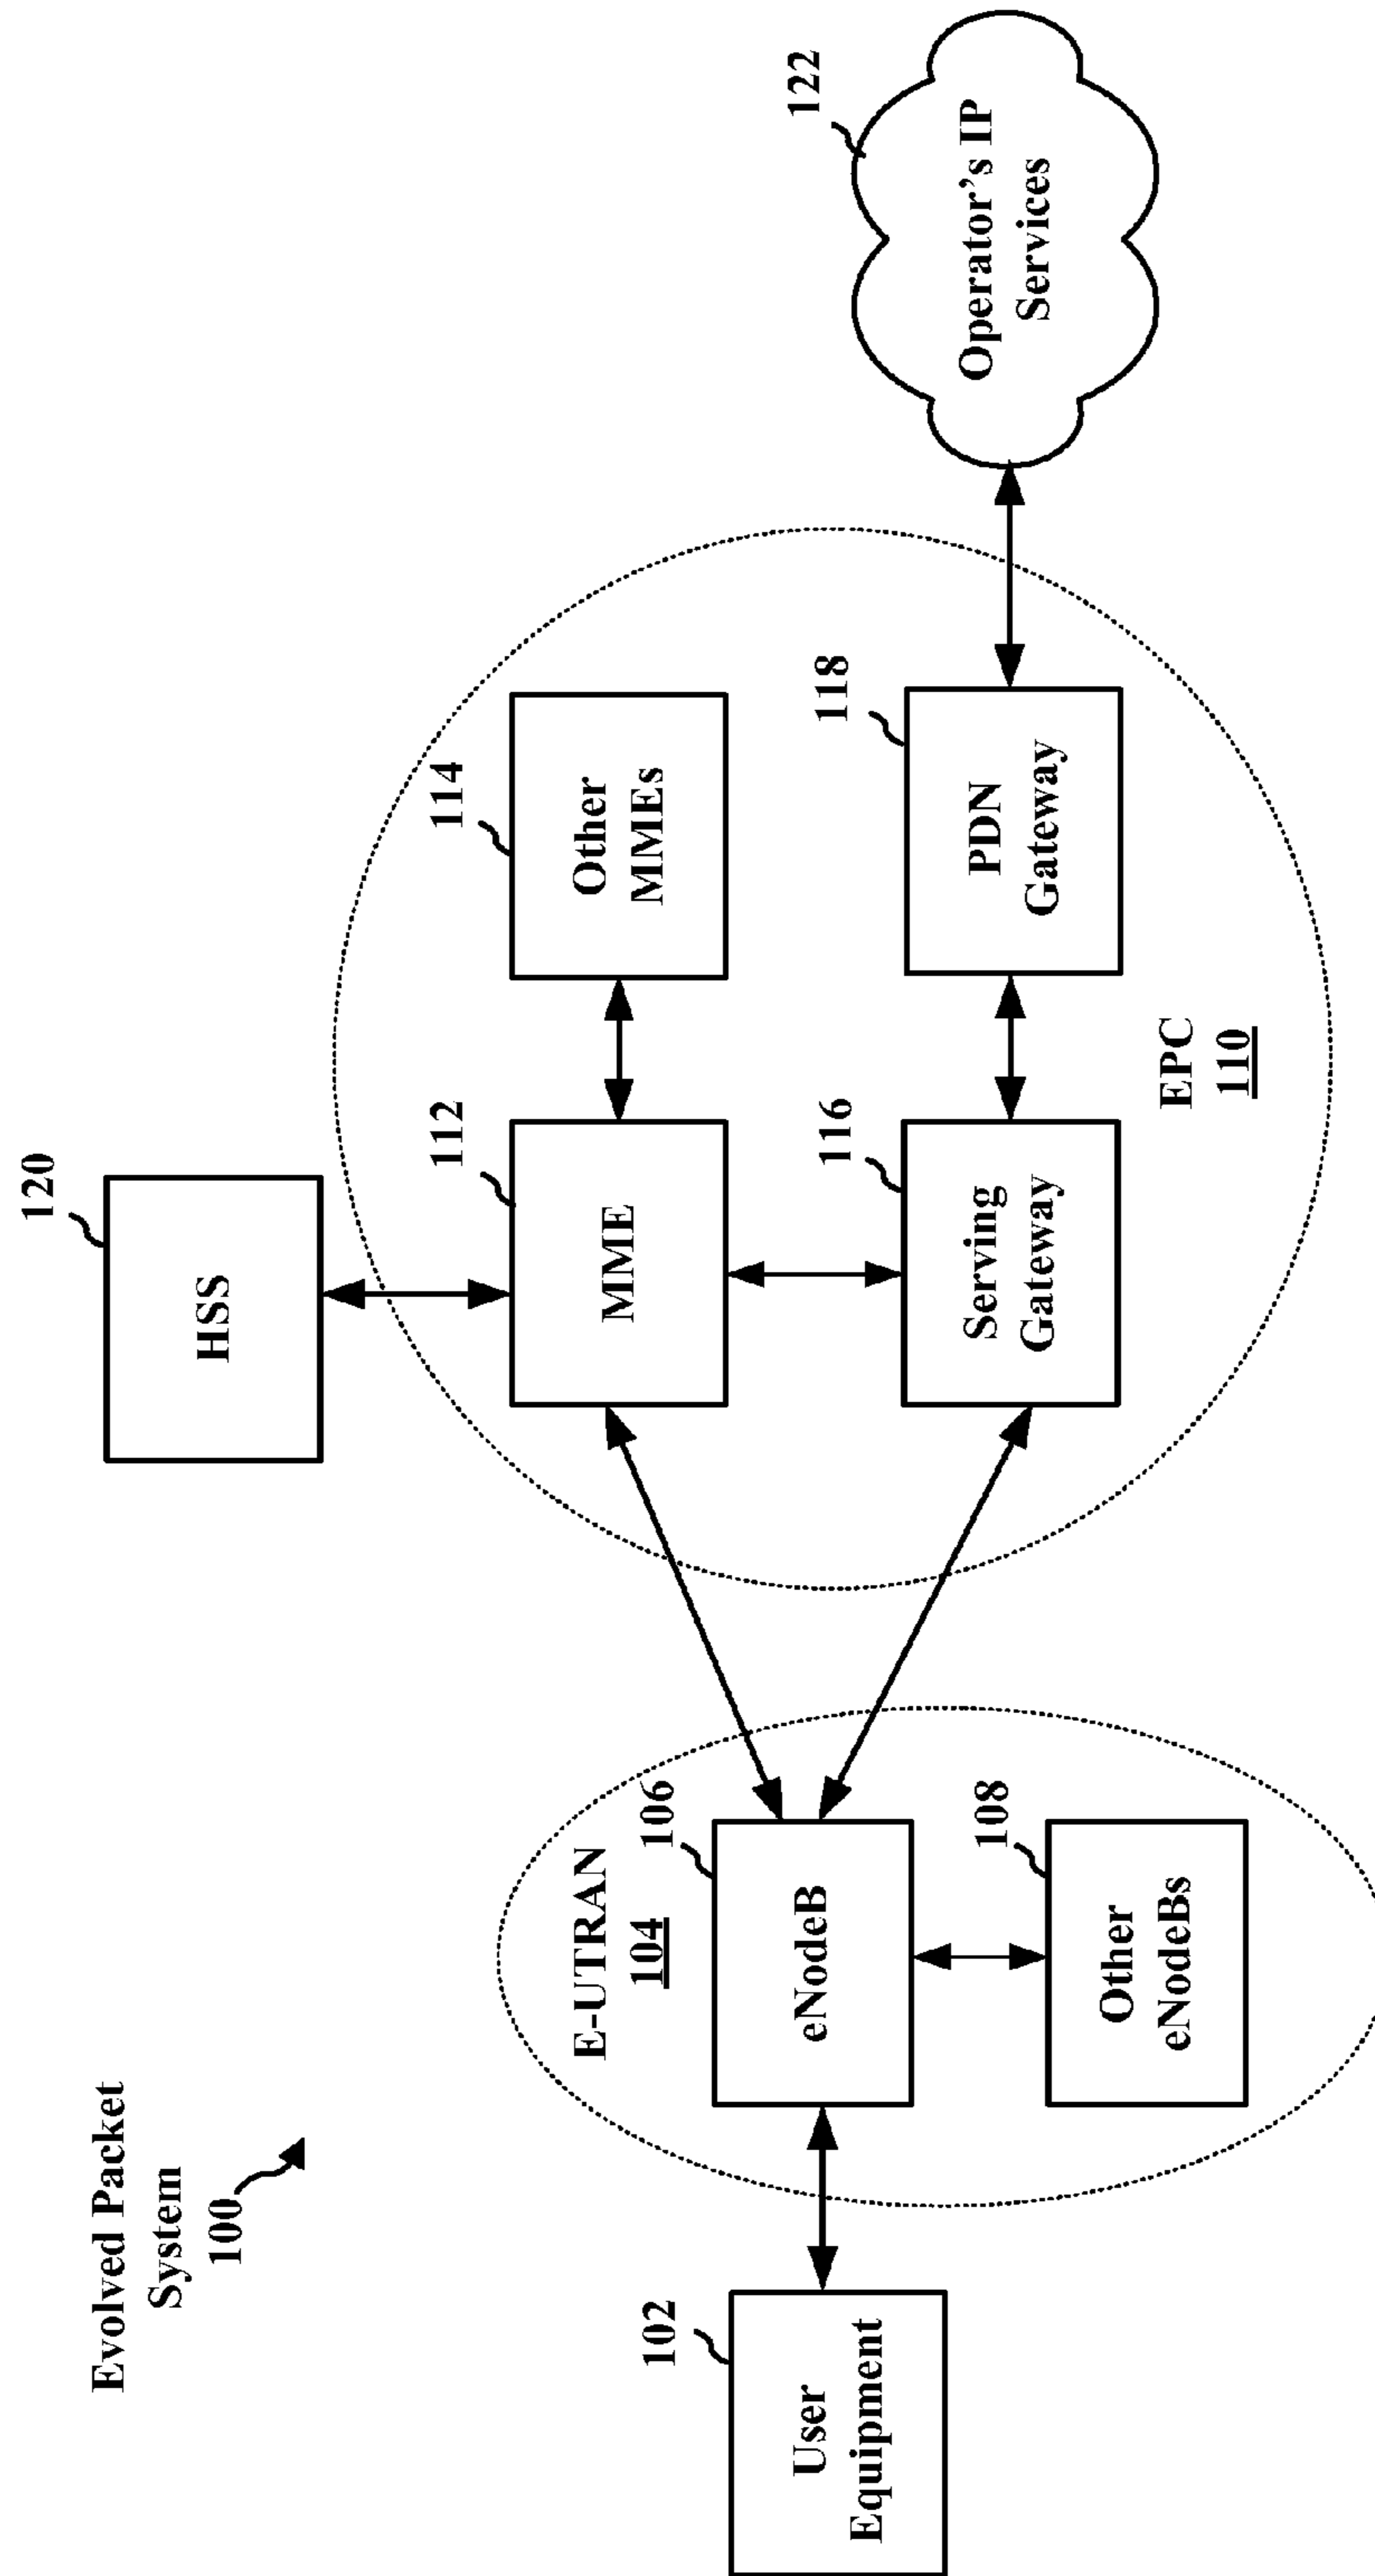 Evolved Packet
System
100
120
HSS
112
MME
114
Other
MMEs
E-UTRAN
104
106
eNodeB
102
User
Equipment
108
Other
eNodeBs
116
Serving
Gateway
118
PDN
Gateway
EPC
110
122
Operator's IP
Services